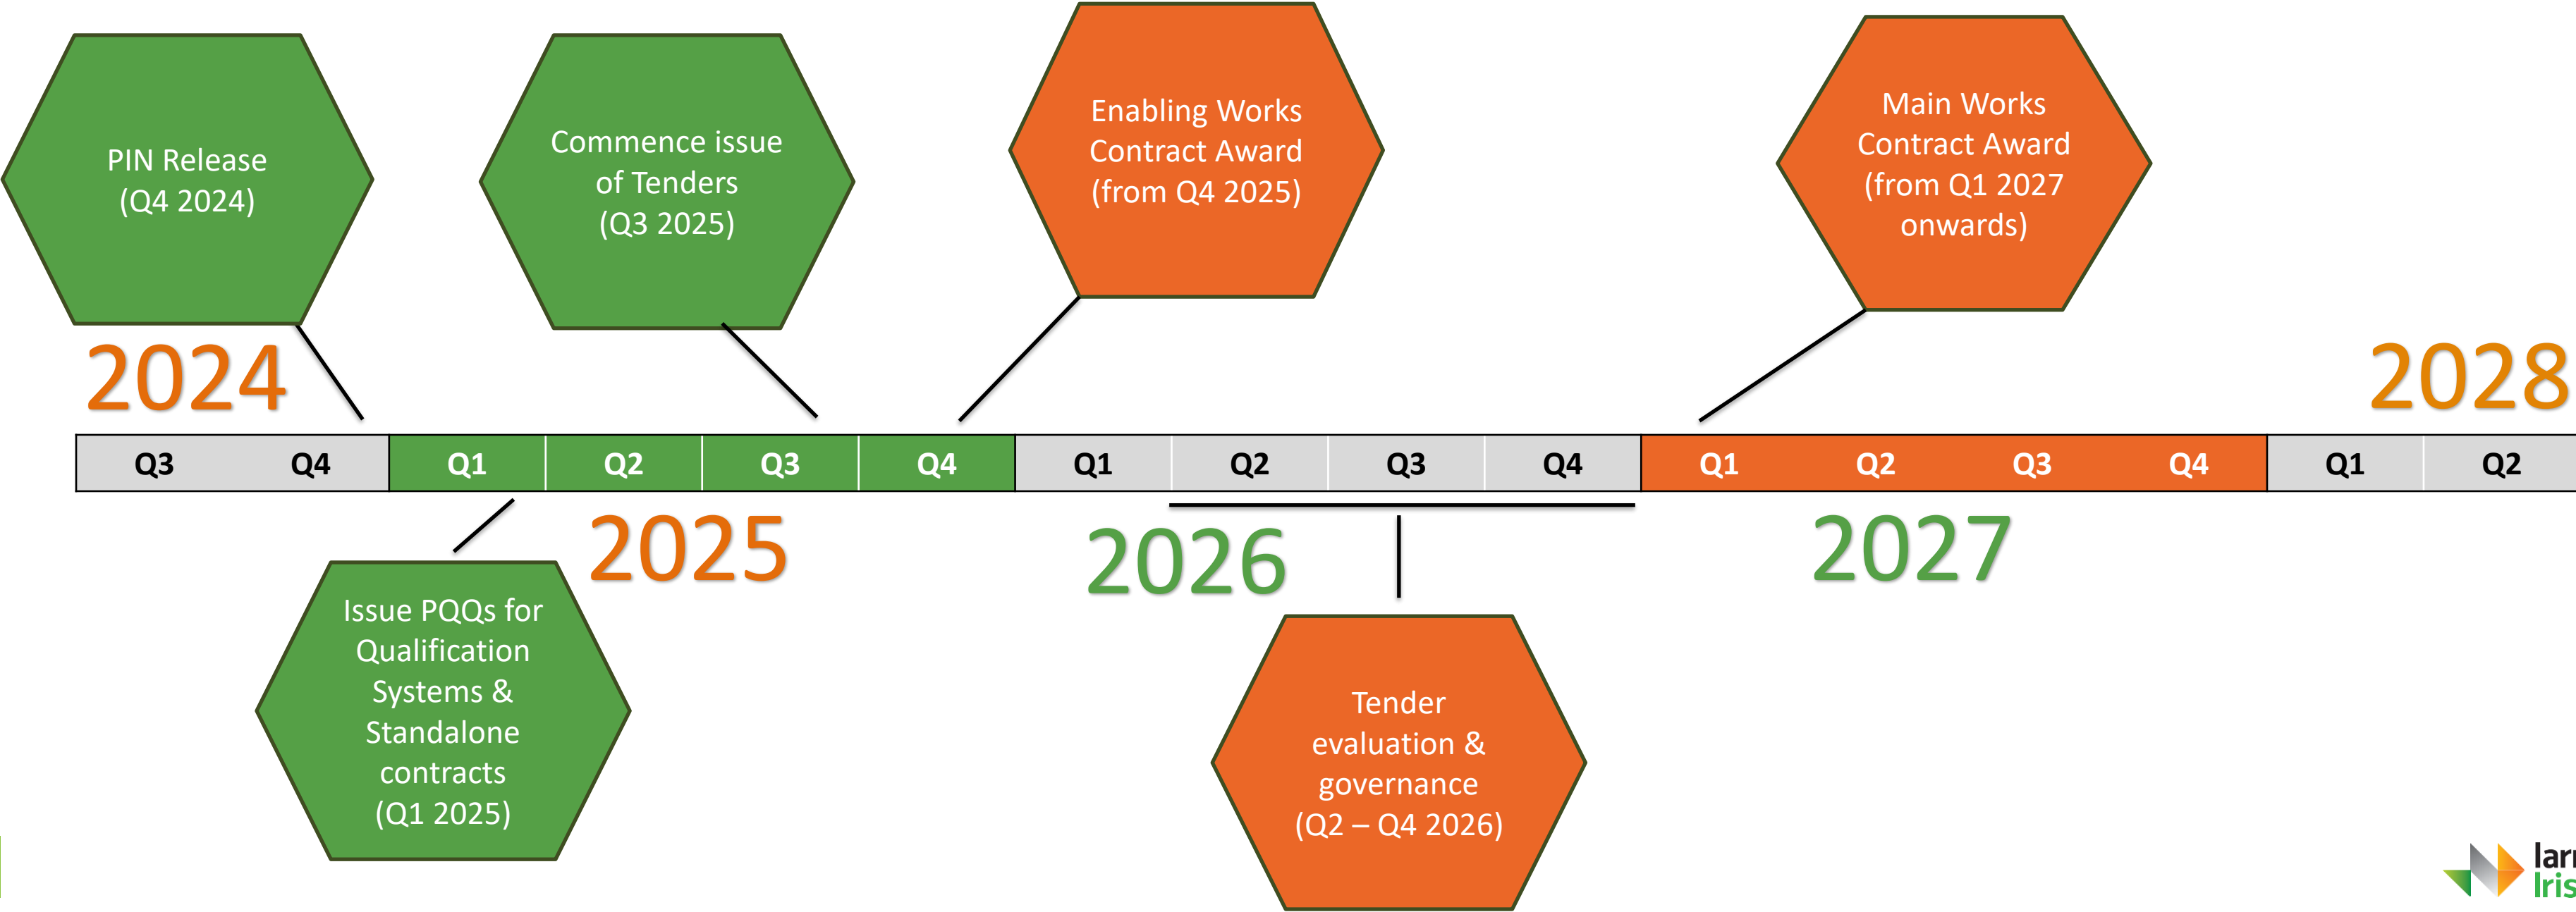 PIN Release
(Q4 2024)
Commence issue
of Tenders
(Q3 2025)
Enabling Works
Contract Award
(from Q4 2025)
Main Works
Contract Award
(from Q1 2027
onwards)
2024
2028
Q3 Q4 Q1 Q2 Q3 Q4 Q1 Q2 Q3 Q4 Q1 Q2 Q3 Q4 Q1 Q2
2025
2026
2027
Issue PQQs for
Qualification
Systems &
Standalone
contracts
(Q1 2025)
Tender
evaluation &
governance
(Q2 – Q4 2026)